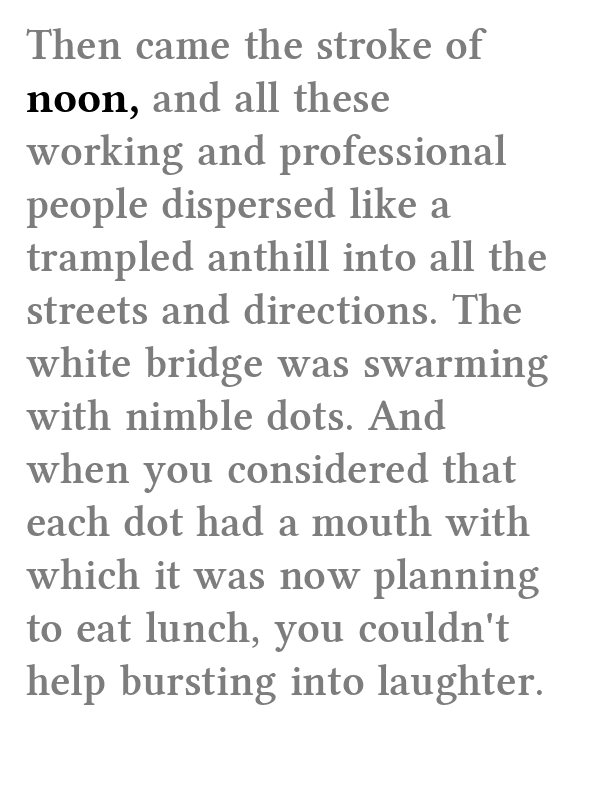 Then came the stroke of
noon, and all these
working and professional
people dispersed like a
trampled anthill into all the
streets and directions. The
white bridge was swarming
with nimble dots. And
when you considered that
each dot had a mouth with
which it was now planning
to eat lunch, you couldn't
help bursting into laughter.